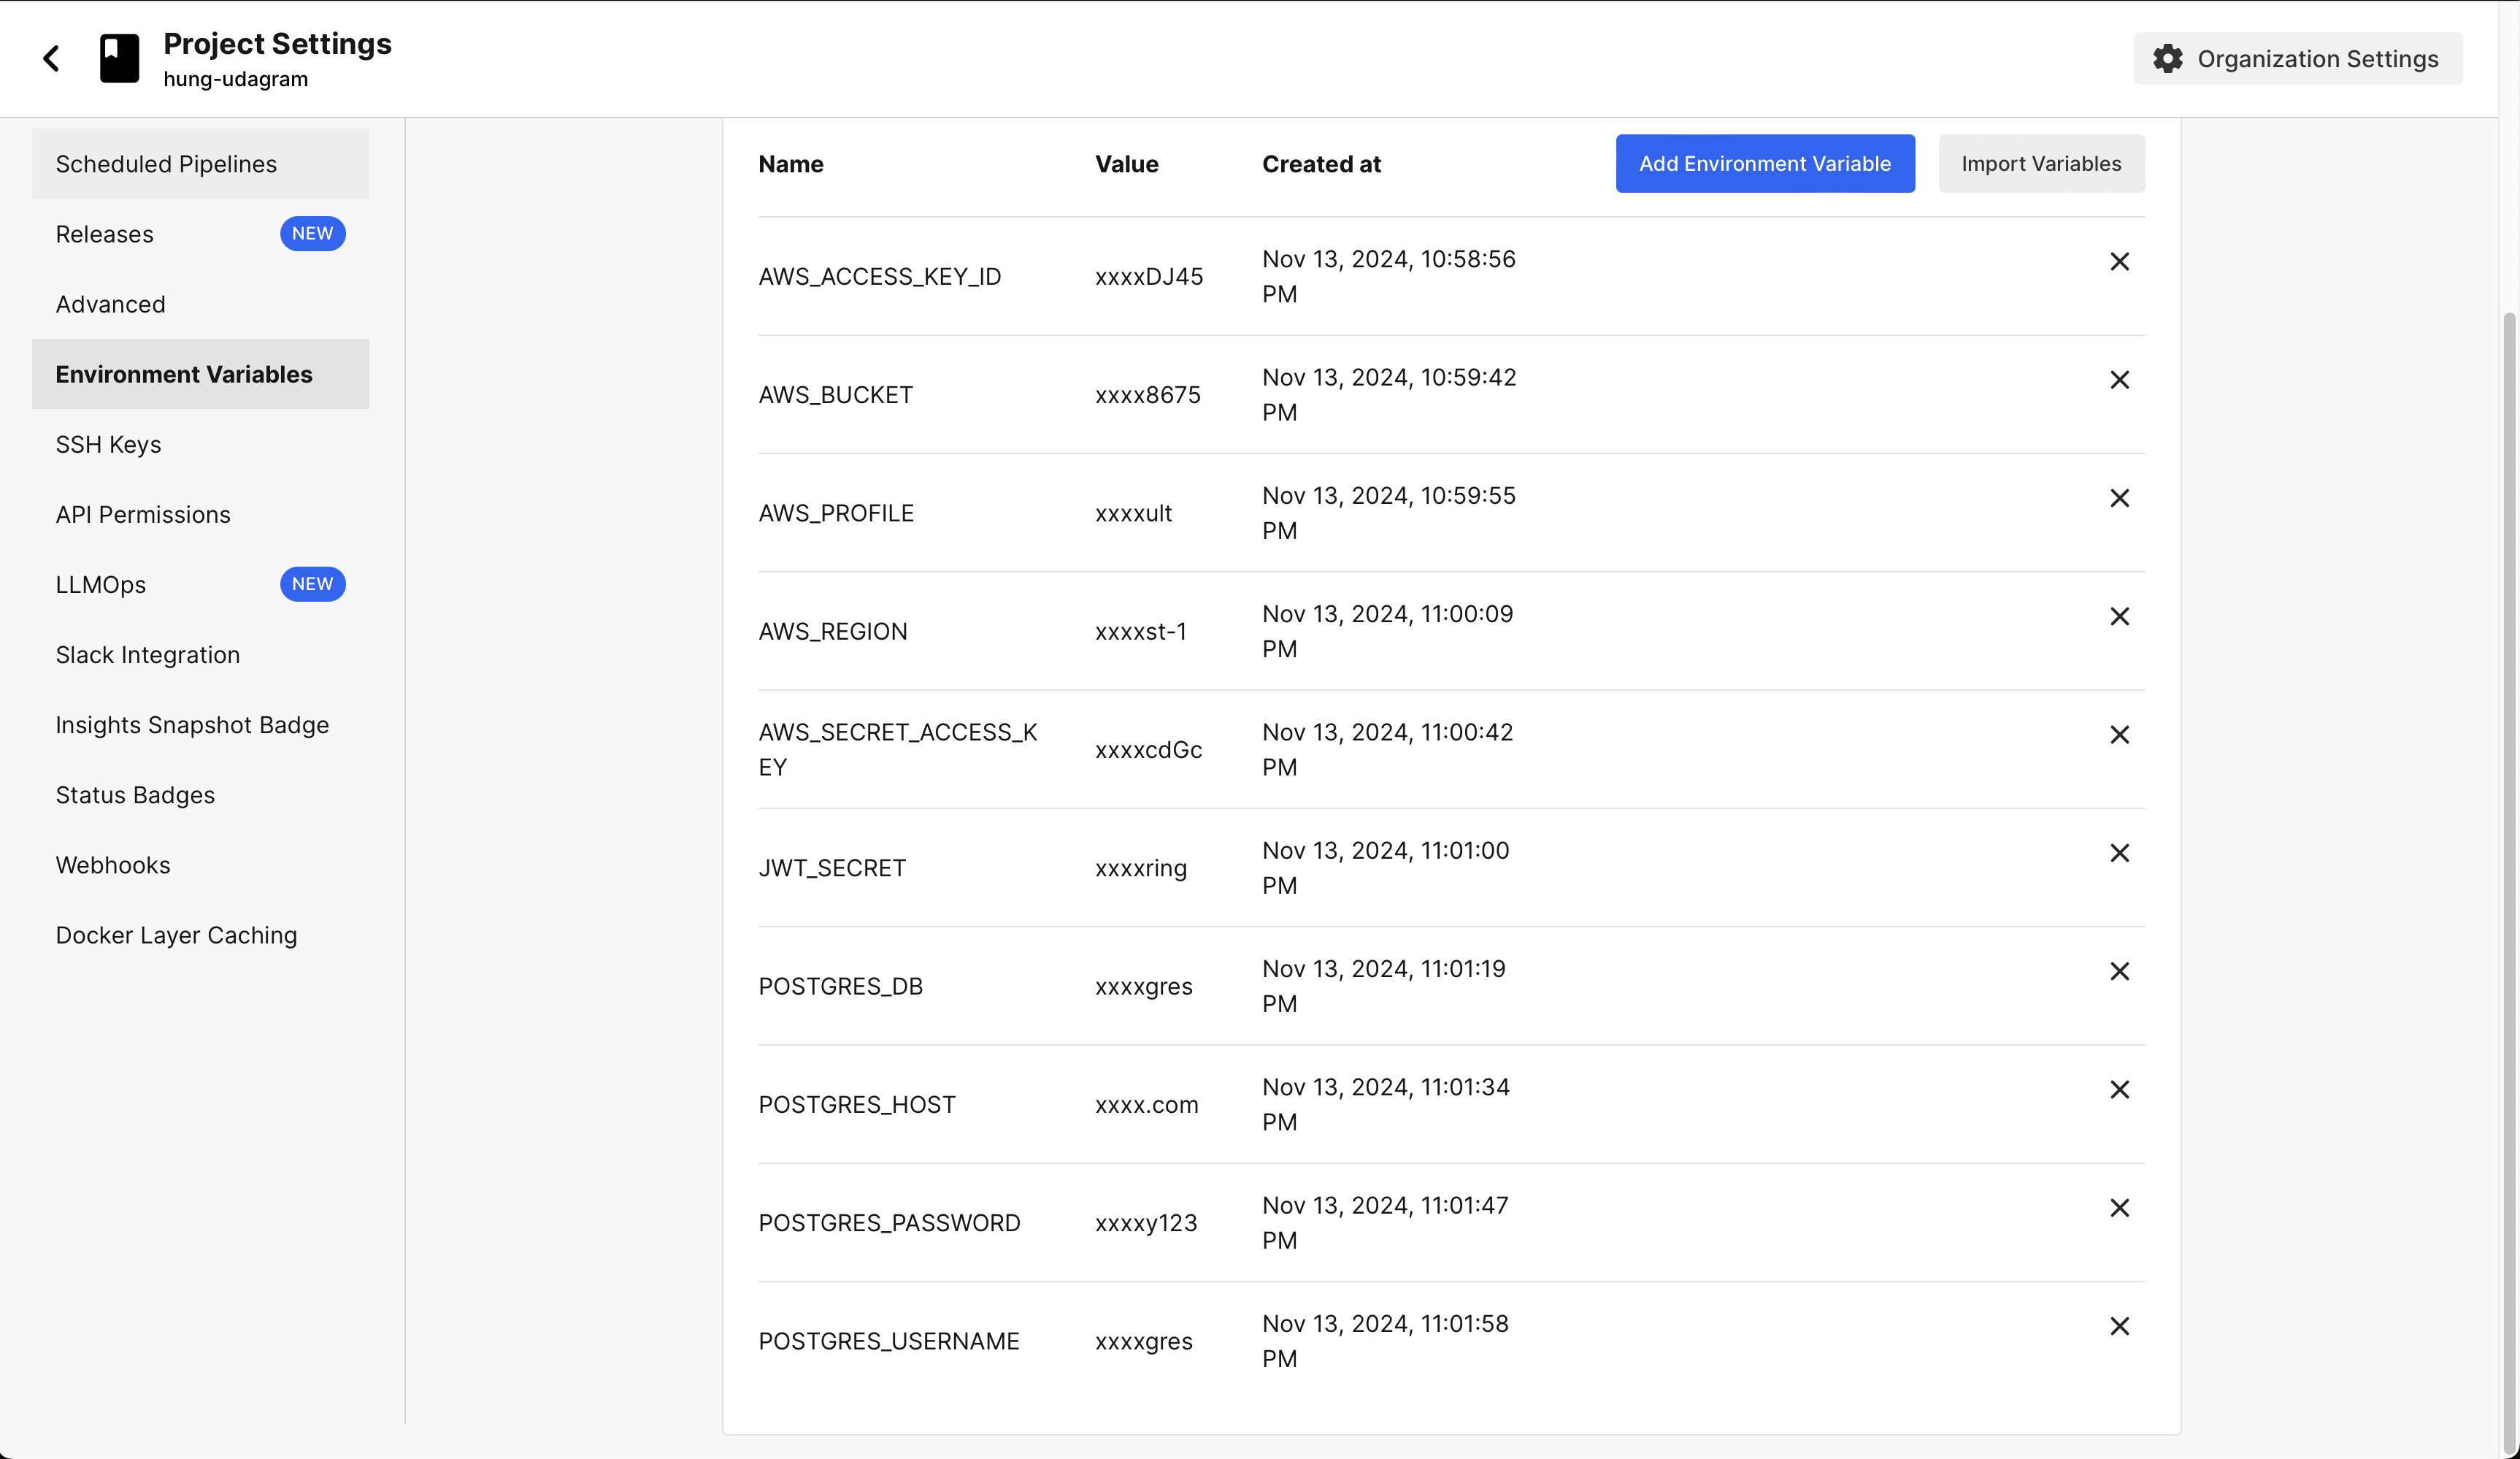 Project Settings
hung-udagram
Organization Settings
Scheduled Pipelines
Releases NEW
Advanced
Environment Variables
SSH Keys
API Permissions
LLMOps NEW
Slack Integration
Insights Snapshot Badge
Status Badges
Webhooks
Docker Layer Caching
Name Value Created at Add Environment Variable Import Variables
AWS_ACCESS_KEY_ID xxxxDJ45 Nov 13, 2024, 10:58:56
PM
AWS_BUCKET xxxx8675 Nov 13, 2024, 10:59:42
PM
AWS_PROFILE xxxxult Nov 13, 2024, 10:59:55
PM
AWS_REGION xxxxst-1 Nov 13, 2024, 11:00:09
PM
AWS_SECRET_ACCESS_K xxxxcdGc Nov 13, 2024, 11:00:42
EY PM
JWT_SECRET xxxxring Nov 13, 2024, 11:01:00
PM
POSTGRES_DB xxxxgres Nov 13, 2024, 11:01:19
PM
POSTGRES_HOST xxxx.com Nov 13, 2024, 11:01:34
PM
POSTGRES_PASSWORD xxxxy123 Nov 13, 2024, 11:01:47
PM
POSTGRES_USERNAME xxxxgres Nov 13, 2024, 11:01:58
PM